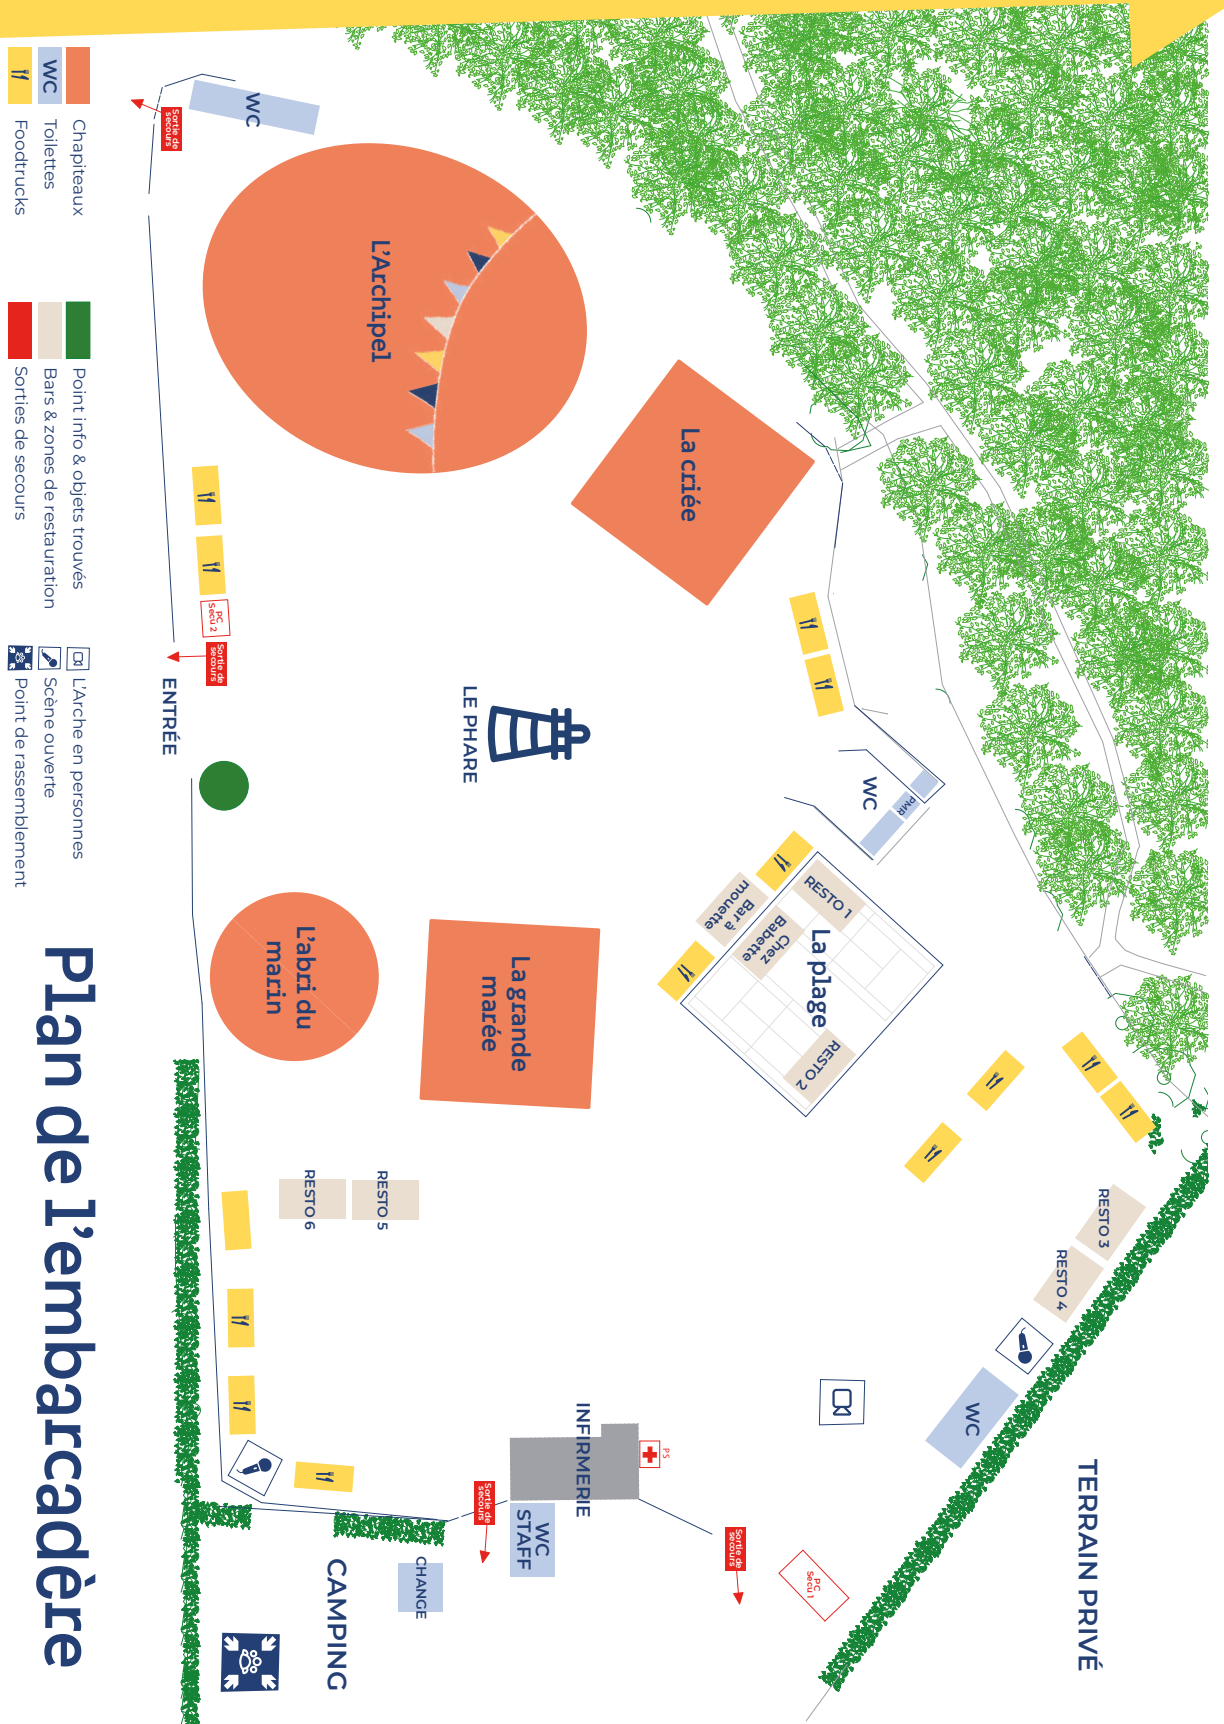 Plan de l'embarcadère
Chapiteaux
Toilettes
WC
Foodtrucks
Point info & objets trouvés
Bars & zones de restauration
Sorties de secours
L'Arche en personnes
Scène ouverte
Point de rassemblement
WC
Sortie de
secours
L'Archipel
La criée
PC
Sécu 2
Sortie de
secours
ENTRÉE
LE PHARE
WC
PMR
RESTO 1
Bar à
mouette
Chez
Babette
La plage
RESTO 2
L'abri du
marin
La grande
marée
RESTO 3
RESTO 4
RESTO 5
RESTO 6
WC
TERRAIN PRIVÉ
INFIRMERIE
PS
Sortie de
secours
WC
STAFF
Sortie de
secours
PC
Sécu 1
CHANGE
CAMPING